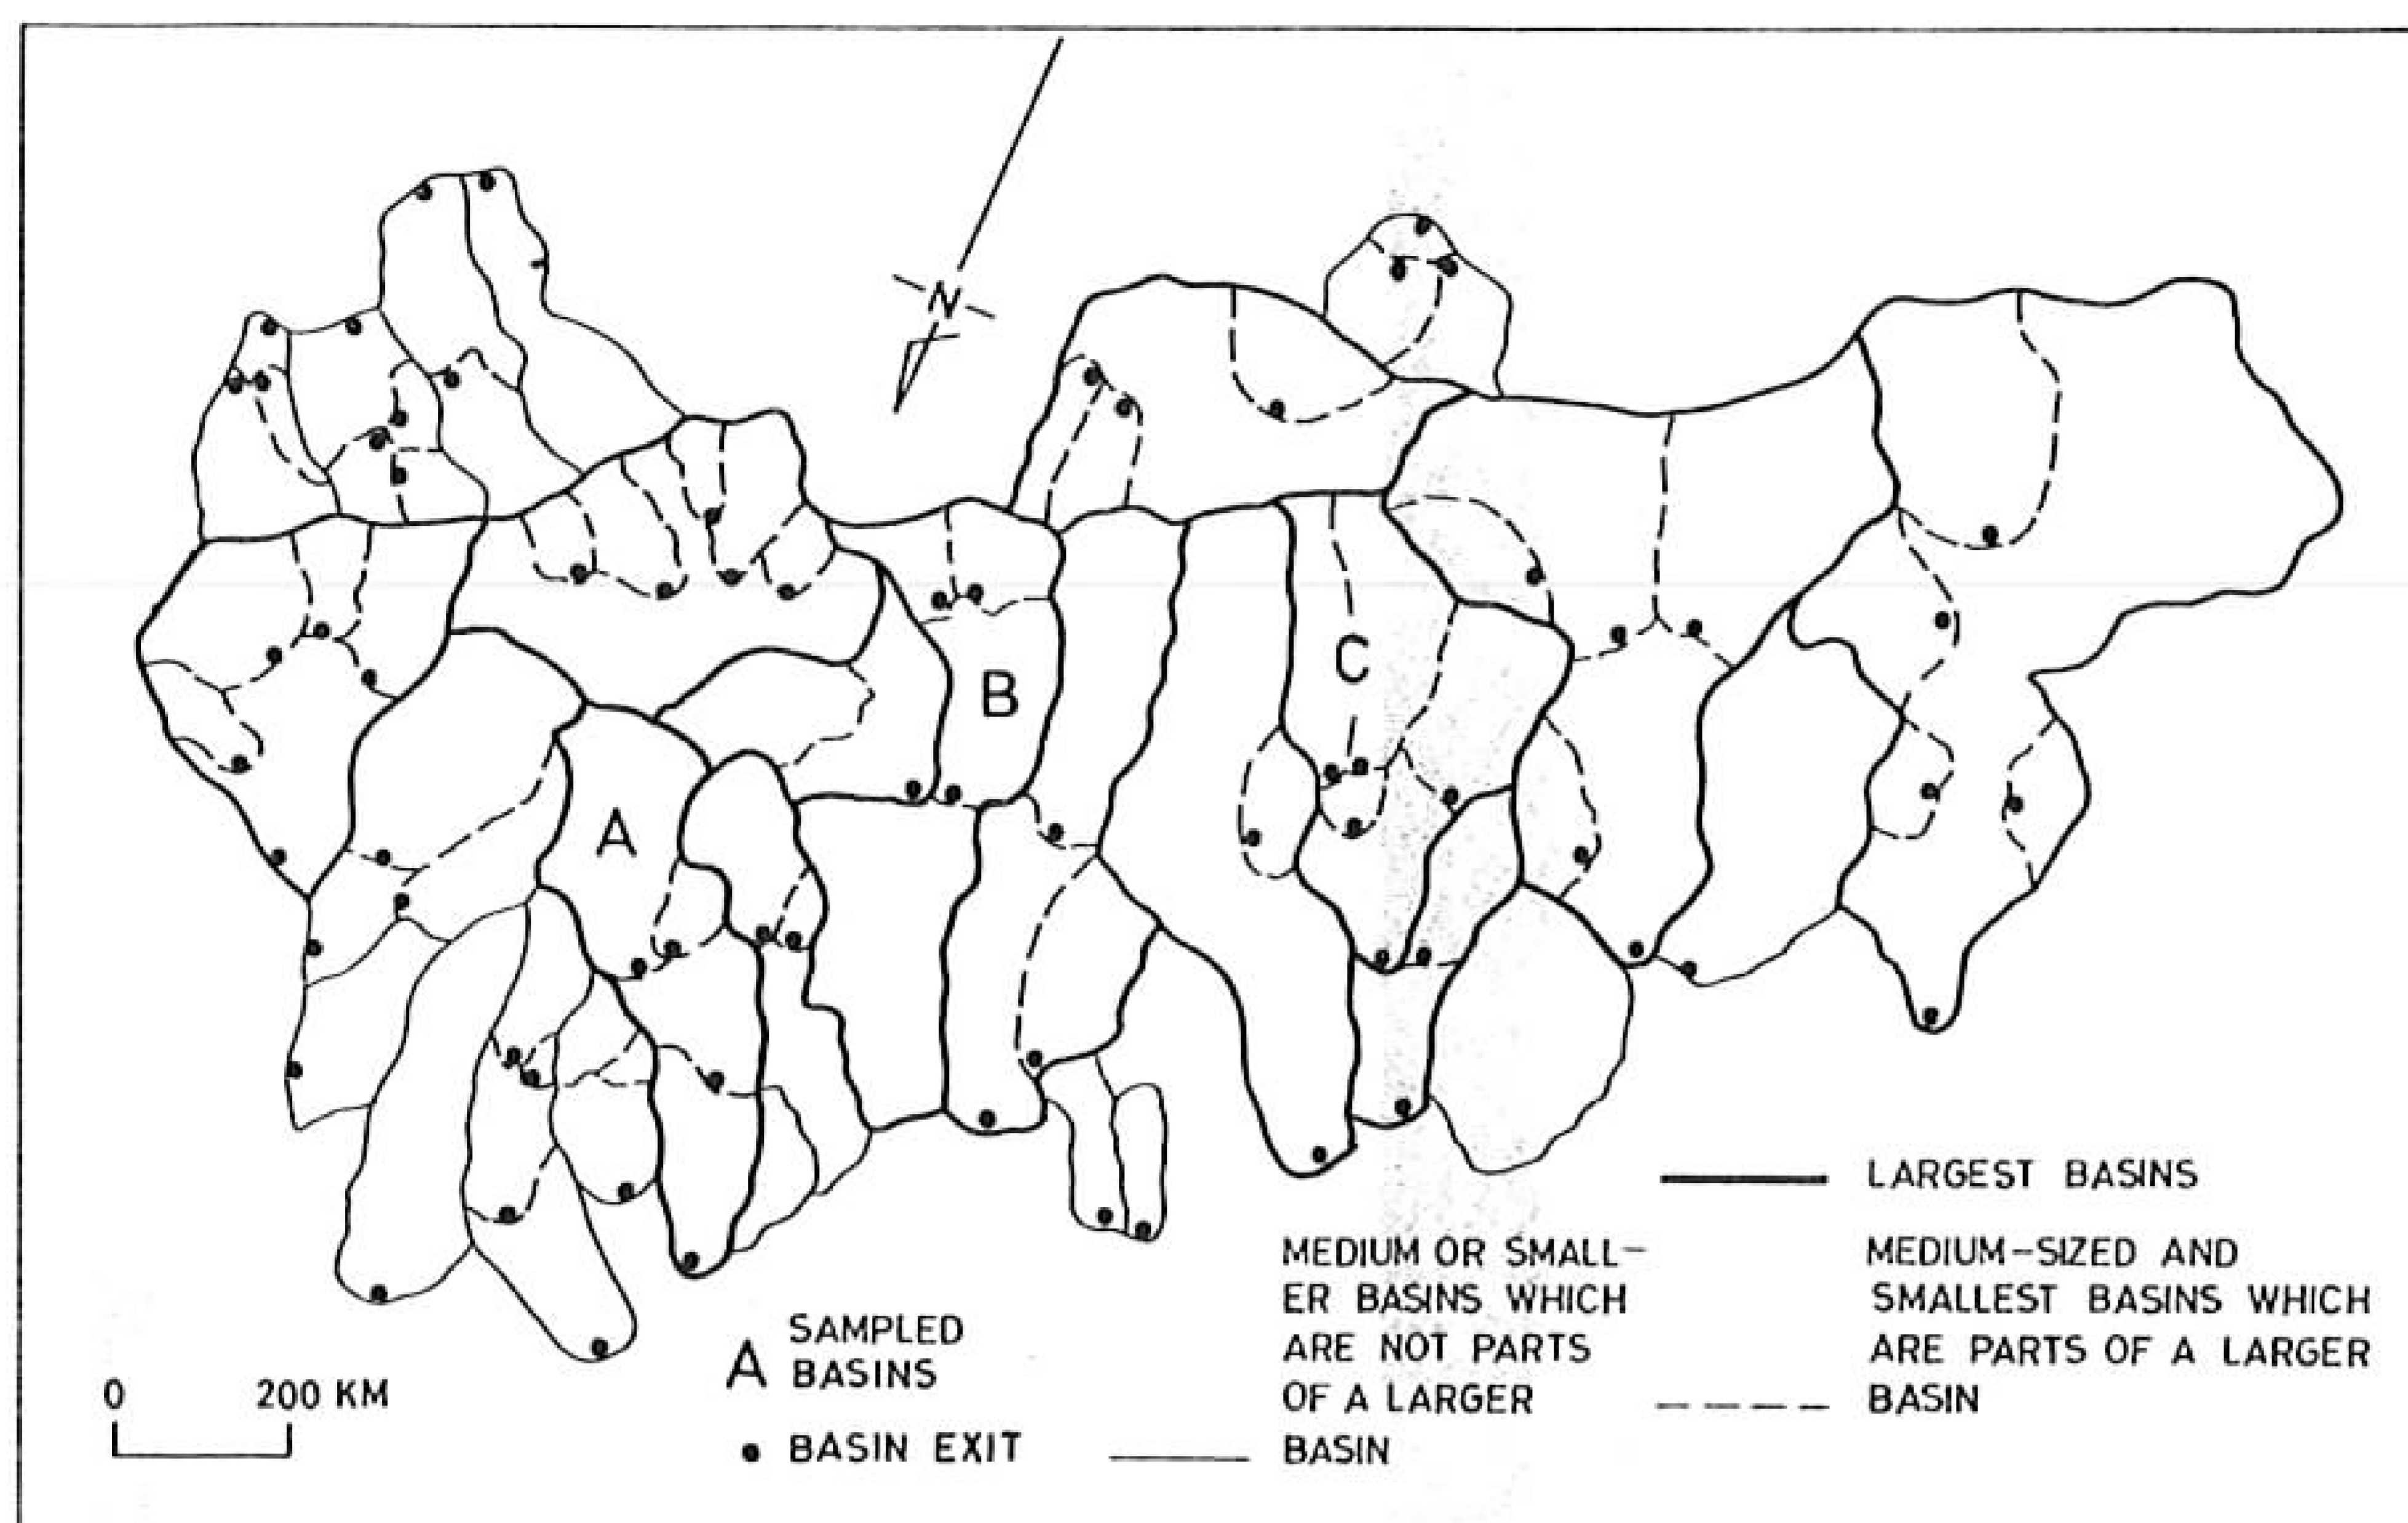 N
B
C
A
LARGEST BASINS
MEDIUM OR SMALL-
ER BASINS WHICH
ARE NOT PARTS
OF A LARGER
BASIN
MEDIUM-SIZED AND
SMALLEST BASINS WHICH
ARE PARTS OF A LARGER
BASIN
A SAMPLED
BASINS
BASIN EXIT
0 200 KM